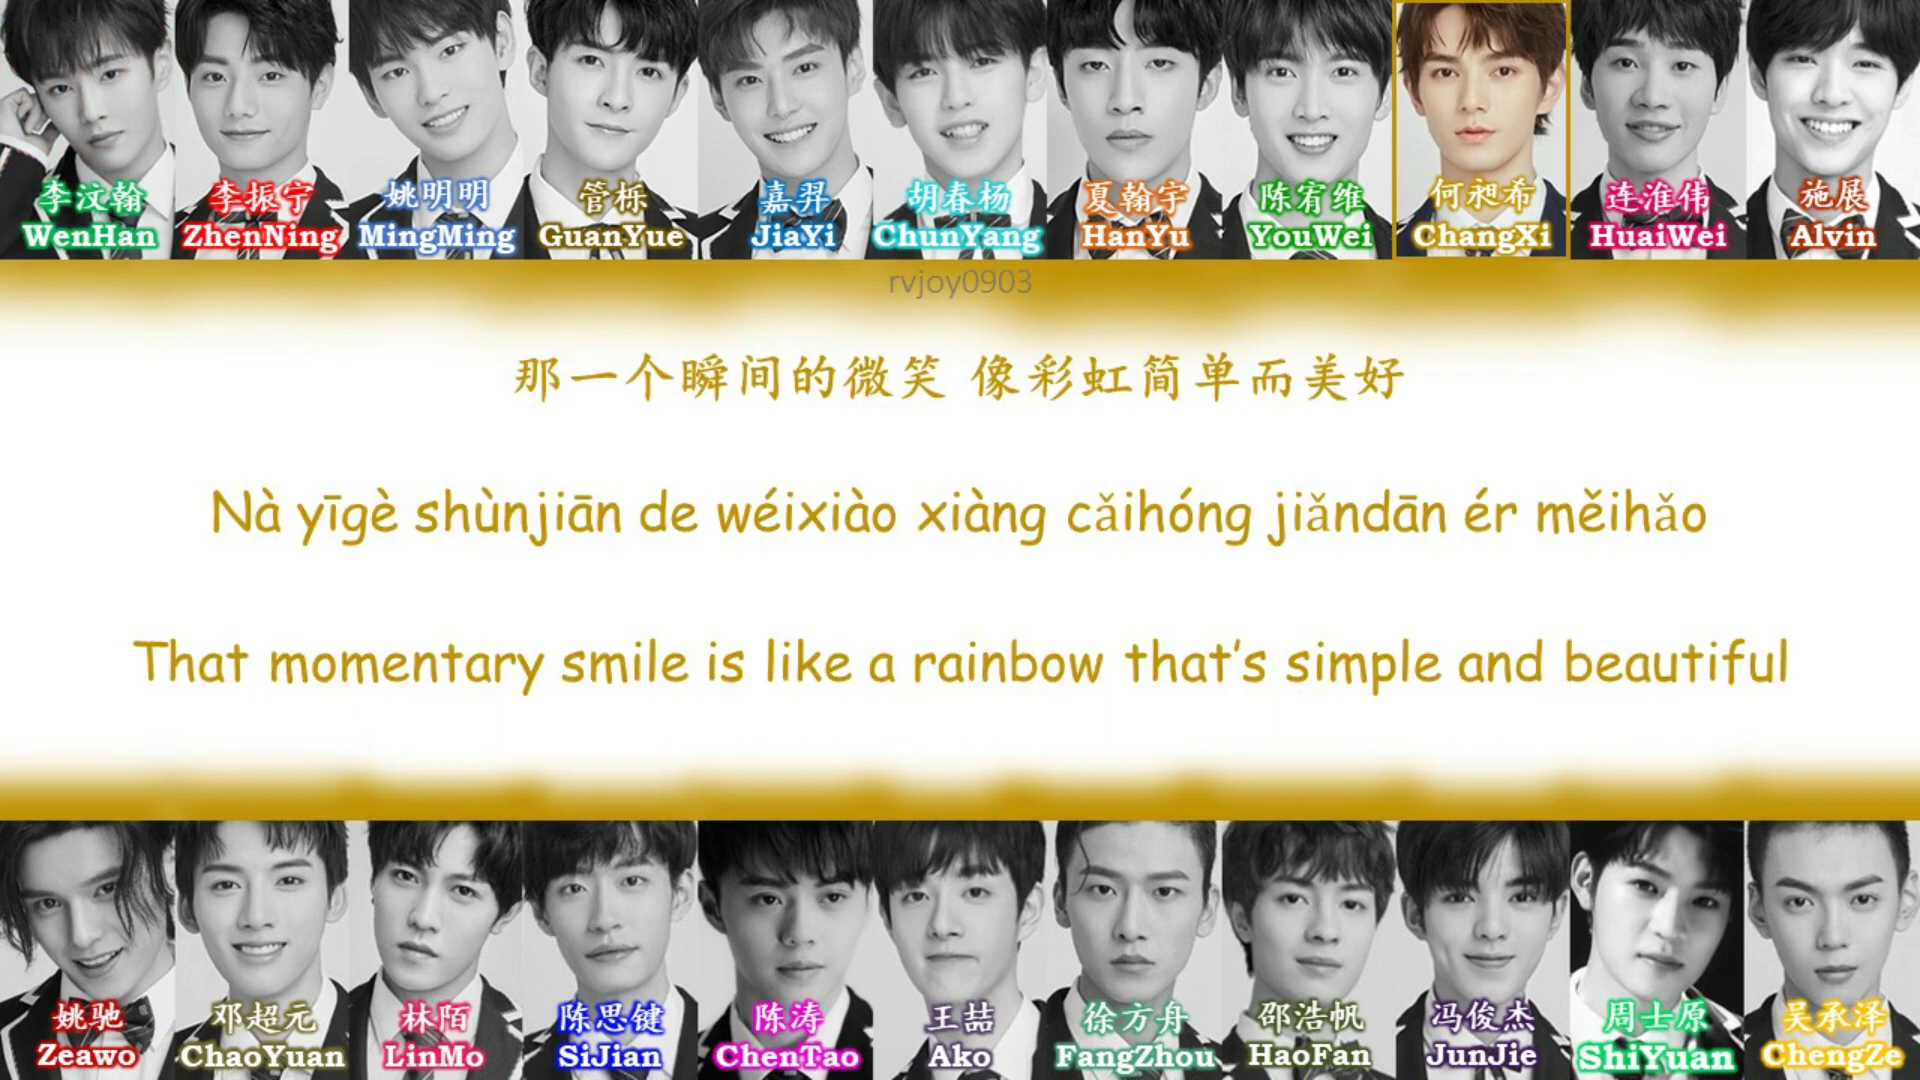 李汶翰 李振宁 姚明明 管栎 嘉羿 胡春杨 夏翰宇 陈宥维 何昶希 连淮伟 施展
WenHan ZhenNing MingMing GuanYue JiaYi ChunYang HanYu YouWei ChangXi HuaiWei Alvin
rvjoy0903
那一个瞬间的微笑 像彩虹简单而美好
Nà yīgè shùnjiān de wéixiào xiàng cǎihóng jiǎndān ér měihǎo
That momentary smile is like a rainbow that's simple and beautiful
姚驰 邓超元 林陌 陈思键 陈涛 王喆 徐方舟 邵浩帆 冯俊杰 周士原 吴承泽
Zeawo ChaoYuan LinMo SiJian ChenTao Ako FangZhou HaoFan JunJie ShiYuan ChengZe